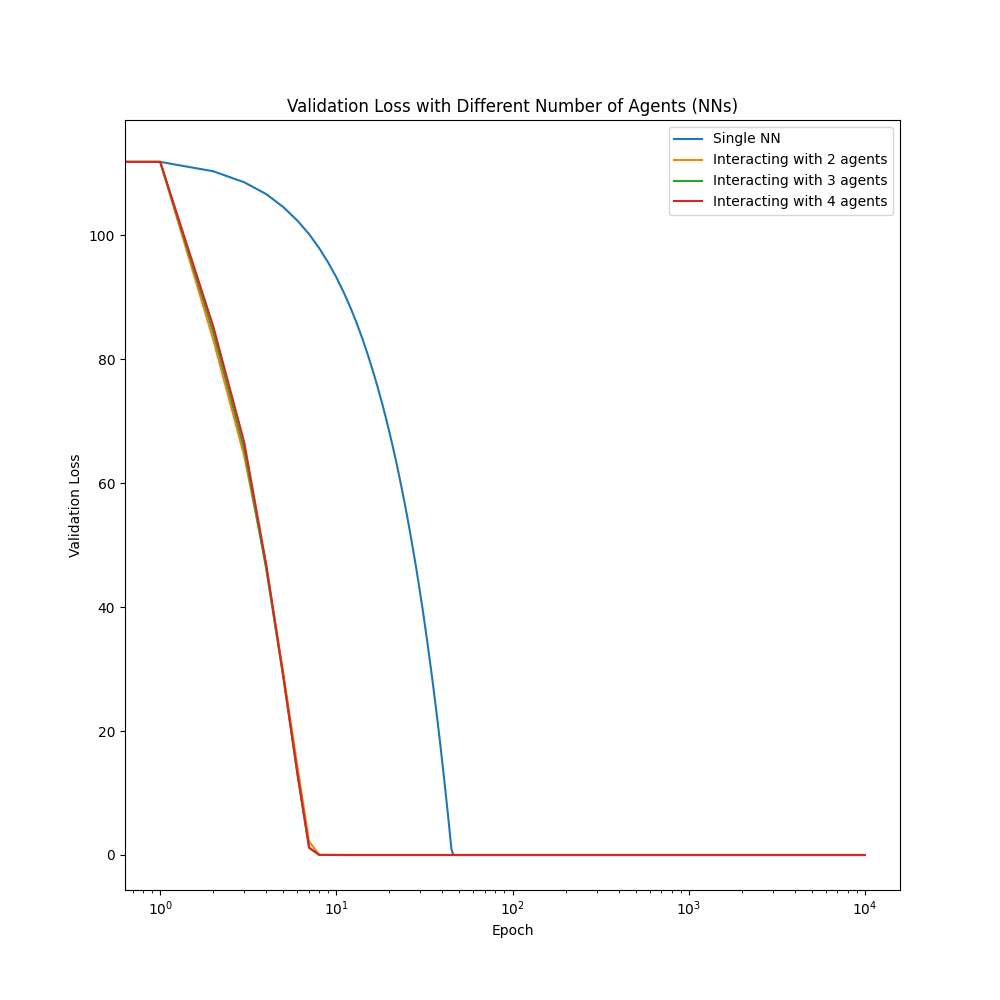 Validation Loss with Different Number of Agents (NNs)
Single NN
Interacting with 2 agents
Interacting with 3 agents
Interacting with 4 agents
Validation Loss
100
80
60
40
20
0
10⁰ 10¹ 10² 10³ 10⁴
Epoch